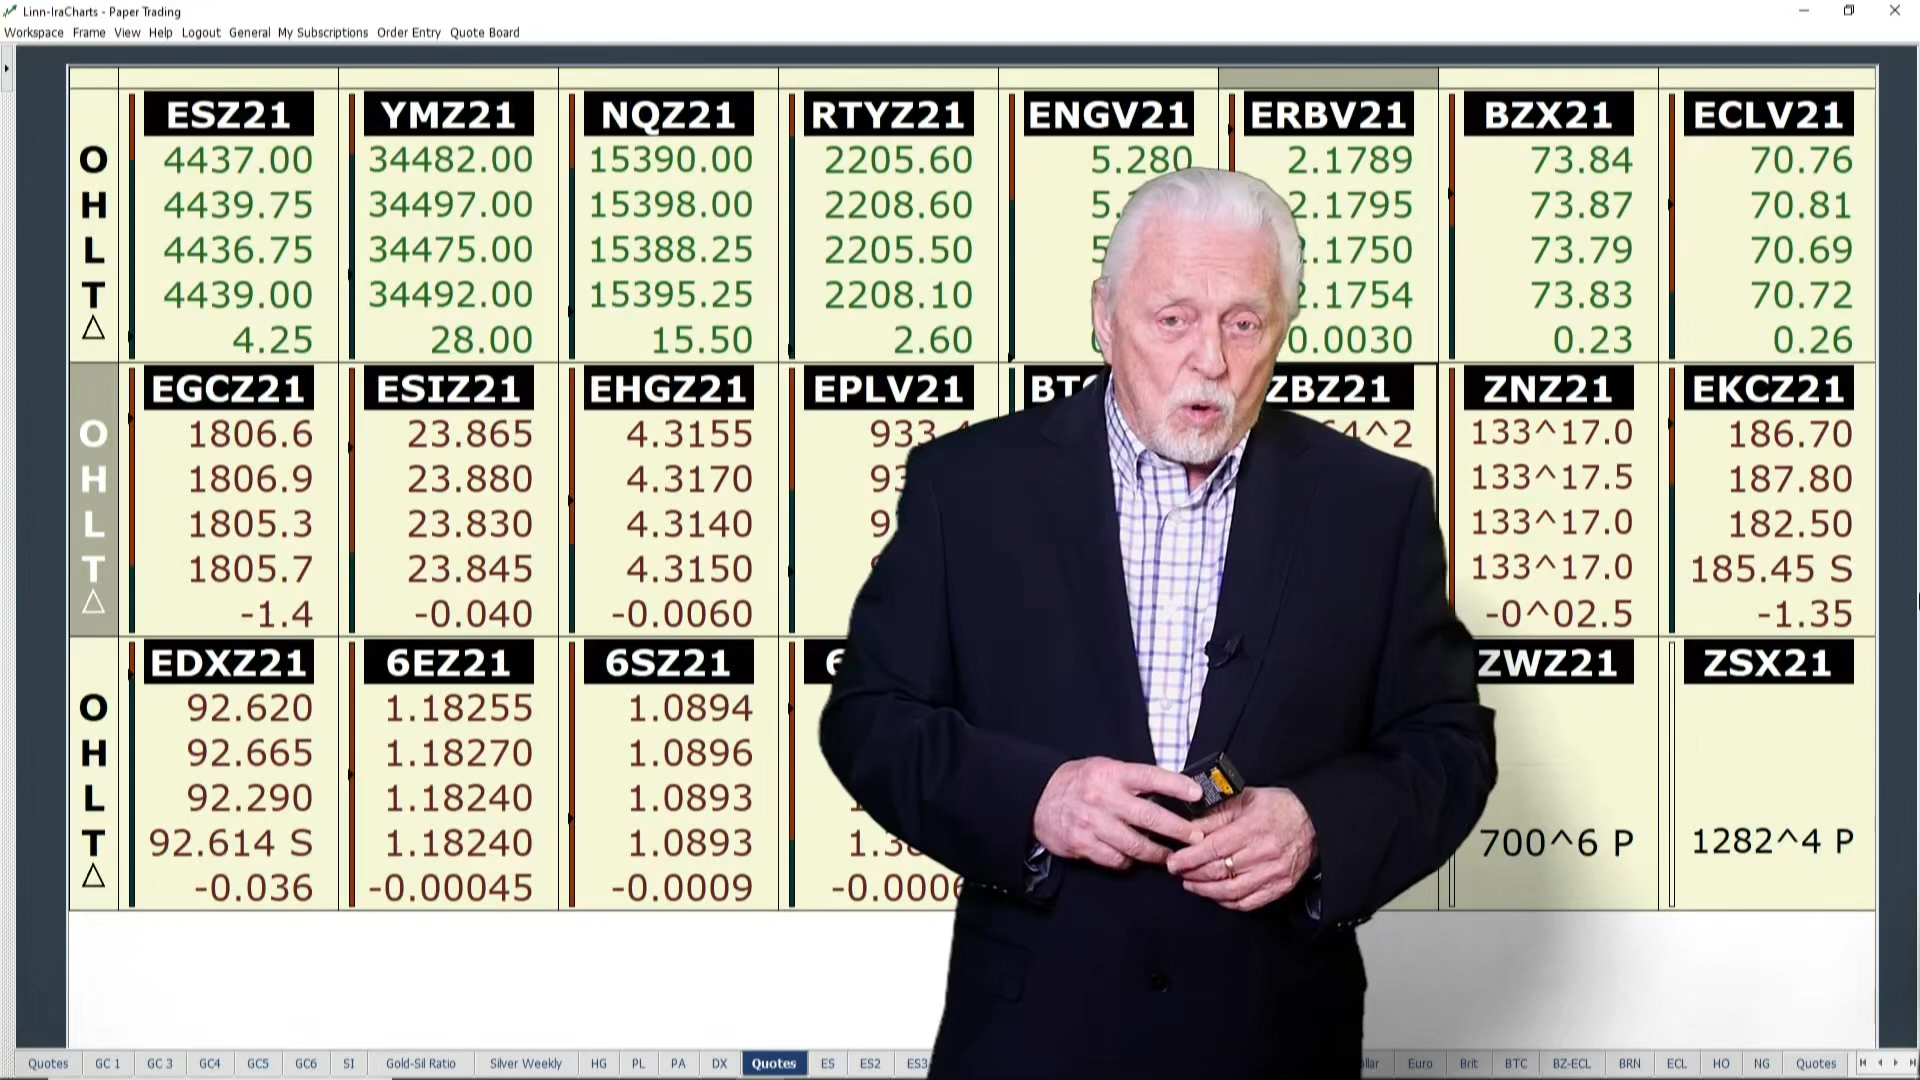 Linn-IraCharts - Paper Trading
Workspace Frame View Help Logout General My Subscriptions Order Entry Quote Board
ESZ21 YMZ21 NQZ21 RTYZ21 ENGV21 ERBV21 BZX21 ECLV21
O 4437.00 34482.00 15390.00 2205.60 5.280 2.1789 73.84 70.76
H 4439.75 34497.00 15398.00 2208.60 2.1795 73.87 70.81
L 4436.75 34475.00 15388.25 2205.50 .1750 73.79 70.69
T 4439.00 34492.00 15395.25 2208.10 2.1754 73.83 70.72
△ 4.25 28.00 15.50 2.60 0.0030 0.23 0.26
EGCZ21 ESIZ21 EHGZ21 EPLV21 ZBZ21 ZNZ21 EKCZ21
O 1806.6 23.865 4.3155 133^17.0 186.70
H 1806.9 23.880 4.3170 133^17.5 187.80
L 1805.3 23.830 4.3140 133^17.0 182.50
T 1805.7 23.845 4.3150 133^17.0 185.45 S
△ -1.4 -0.040 -0.0060 -0^02.5 -1.35
EDXZ21 6EZ21 6SZ21 ZWZ21 ZSX21
O 92.620 1.18255 1.0894
H 92.665 1.18270 1.0896
L 92.290 1.18240 1.0893
T 92.614 S 1.18240 1.0893 700^6 P 1282^4 P
△ -0.036 -0.00045 -0.0009 -0.0006
Quotes GC 1 GC 3 GC4 GC5 GC6 SI Gold-Sil Ratio Silver Weekly HG PL PA DX Quotes ES ES2 ES3 Euro Brit BTC BZ-ECL BRN ECL HO NG Quotes